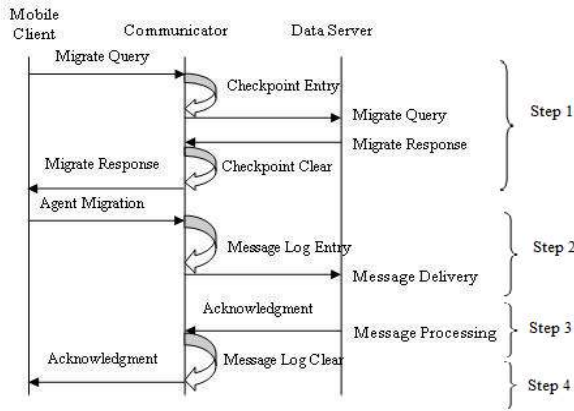 Mobile
Client
Communicator
Data Server
Migrate Query
Checkpoint Entry
Migrate Query
Step 1
Migrate Response
Migrate Response
Checkpoint Clear
Agent Migration
Message Log Entry
Step 2
Message Delivery
Acknowledgment
Message Processing
Step 3
Acknowledgment
Message Log Clear
Step 4